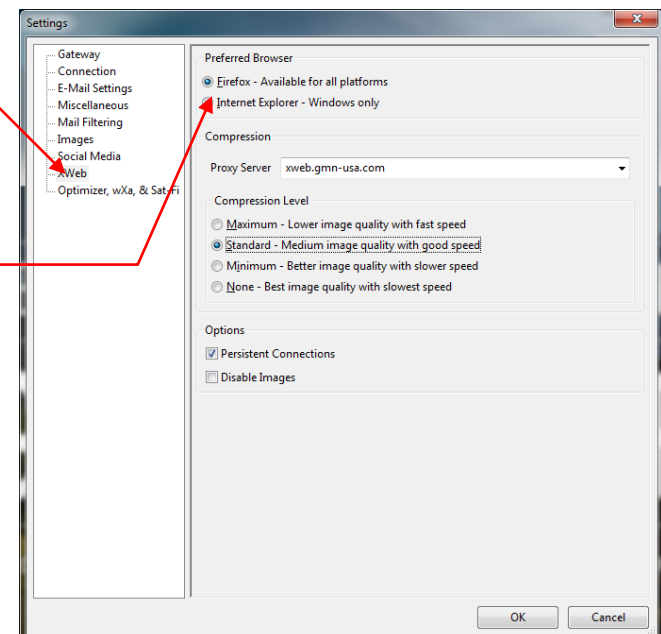 Settings
x
Gateway
Connection
E-Mail Settings
Miscellaneous
Mail Filtering
Images
Social Media
XWeb
Optimizer, wXa, & Sat-Fi
Preferred Browser
Firefox - Available for all platforms
Internet Explorer - Windows only
Compression
Proxy Server xweb.gmn-usa.com
Compression Level
Maximum - Lower image quality with fast speed
Standard - Medium image quality with good speed
Minimum - Better image quality with slower speed
None - Best image quality with slowest speed
Options
Persistent Connections
Disable Images
OK Cancel